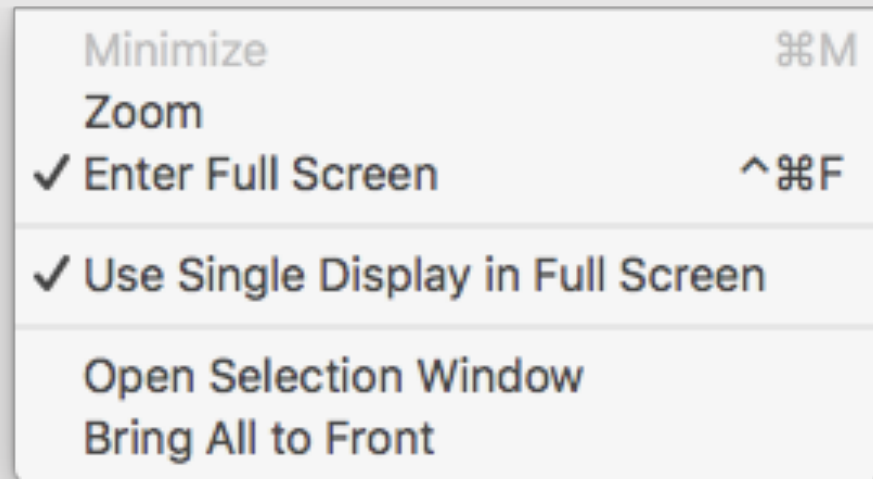 Minimize ⌘M
Zoom
✓ Enter Full Screen ^⌘F
✓ Use Single Display in Full Screen
Open Selection Window
Bring All to Front